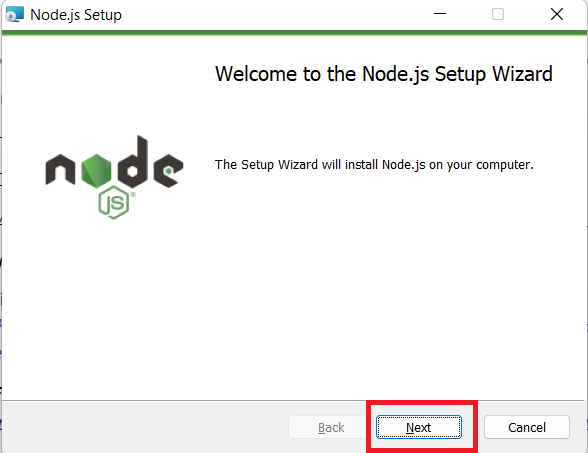 Node.js Setup
Welcome to the Node.js Setup Wizard
The Setup Wizard will install Node.js on your computer.
node
JS
Back
Next
Cancel